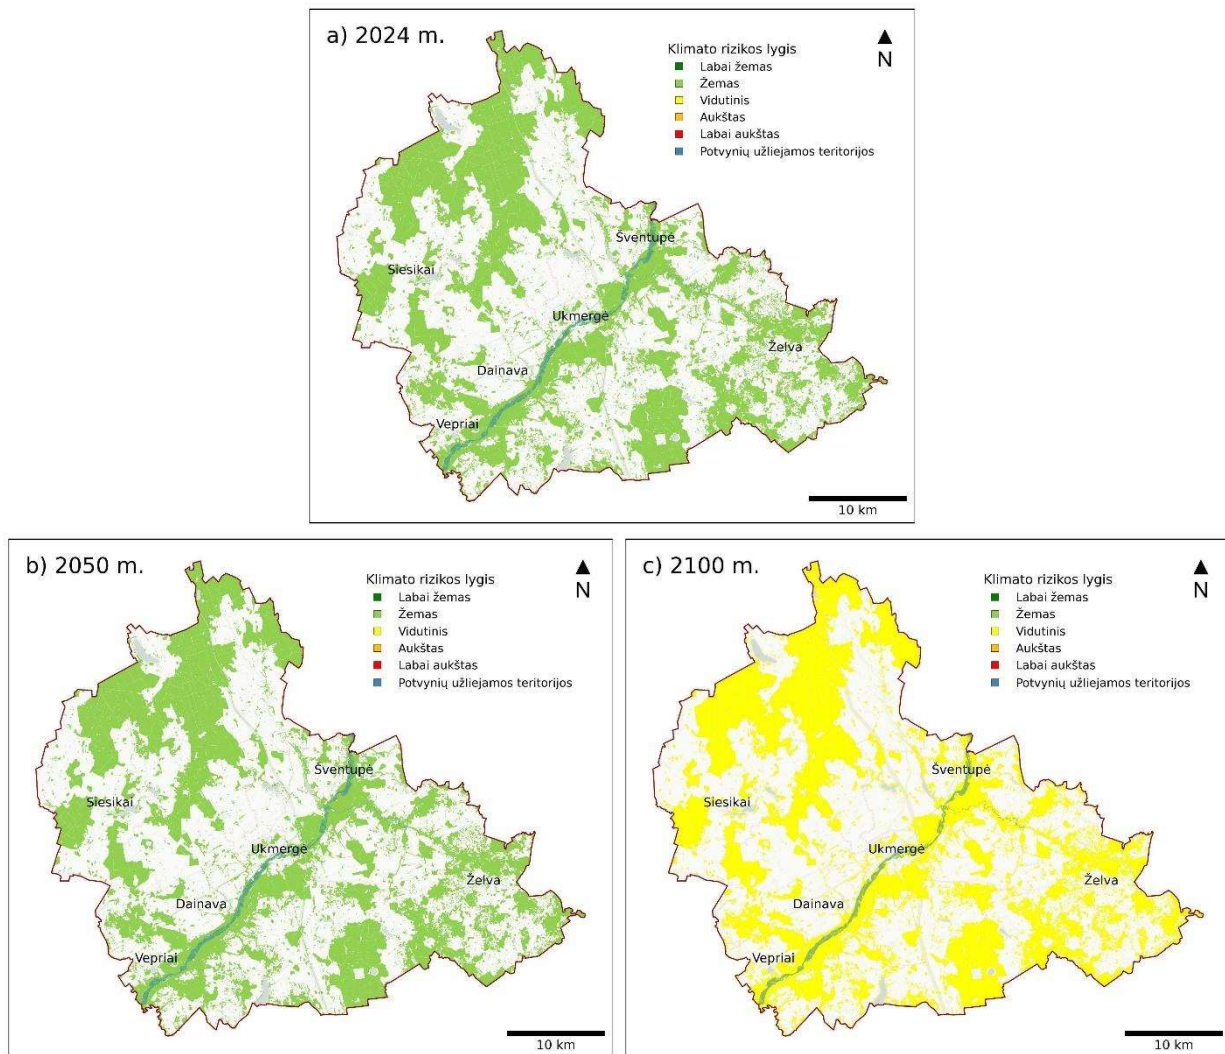 a) 2024 m.
N
Klimato rizikos lygis
Labai žemas
Žemas
Vidutinis
Aukštas
Labai aukštas
Potvynių užliejamos teritorijos
Šventupė
Siesikai
Ukmergė
Želva
Dainava
Vepriai
10 km
b) 2050 m.
N
Klimato rizikos lygis
Labai žemas
Žemas
Vidutinis
Aukštas
Labai aukštas
Potvynių užliejamos teritorijos
Šventupė
Siesikai
Ukmergė
Želva
Dainava
Vepriai
10 km
c) 2100 m.
N
Klimato rizikos lygis
Labai žemas
Žemas
Vidutinis
Aukštas
Labai aukštas
Potvynių užliejamos teritorijos
Šventupė
Siesikai
Ukmergė
Želva
Dainava
Vepriai
10 km